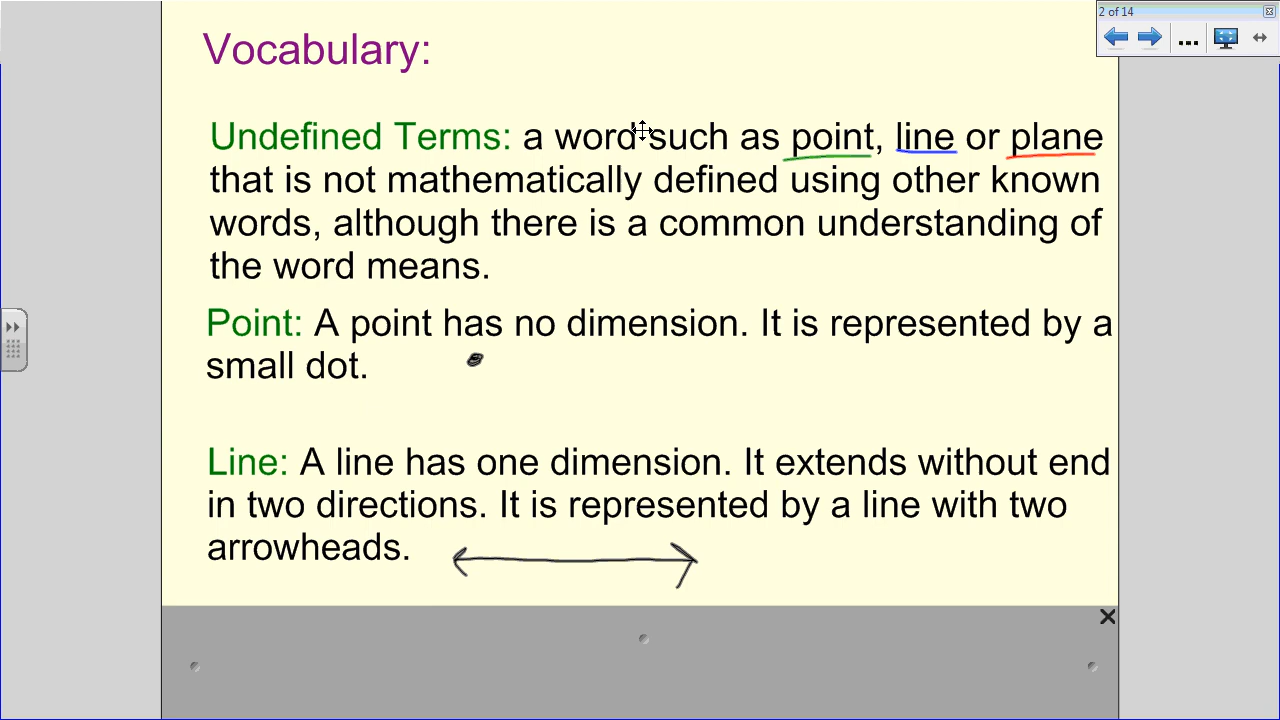 2 of 14
Vocabulary:
Undefined Terms: a word such as point, line or plane
that is not mathematically defined using other known
words, although there is a common understanding of
the word means.
Point: A point has no dimension. It is represented by a
small dot.
Line: A line has one dimension. It extends without end
in two directions. It is represented by a line with two
arrowheads.